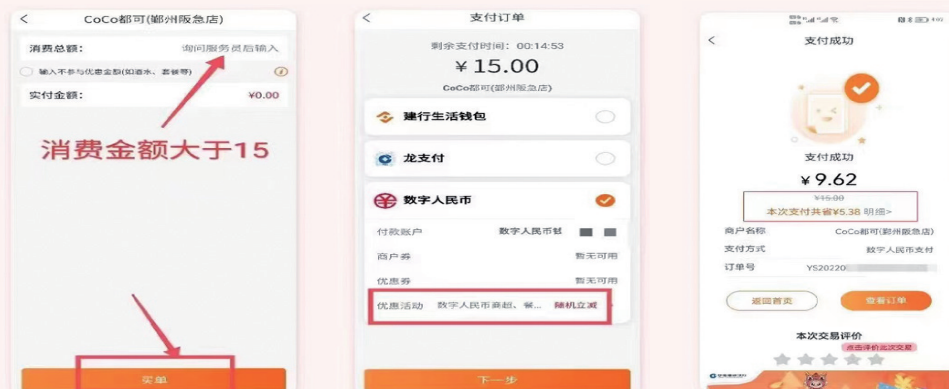 CoCo都可(鄞州阪急店)
消费总额：
询问服务员后输入
输入不参与优惠金额(如酒水、套餐等)
实付金额：
¥0.00
消费金额大于15
买单
支付订单
剩余支付时间：00:14:53
¥15.00
CoCo都可(鄞州阪急店)
建行生活钱包
龙支付
数字人民币
付款账户
数字人民币钱
商户券
暂无可用
优惠券
暂无可用
优惠活动
数字人民币商超、餐...
随机立减
下一步
支付成功
支付成功
¥9.62
¥15.00
本次支付共省¥5.38 明细>
商户名称
CoCo都可(鄞州阪急店)
支付方式
数字人民币支付
订单号
YS20220
返回首页
查看订单
本次交易评价
点击评价此次交易